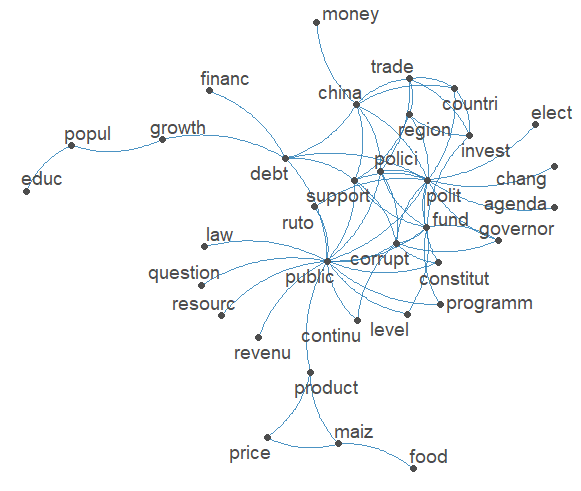 money
trade
financ
china
countri
elect
popul
growth
region
invest
polici
educ
debt
chang
support
polit
agenda
ruto
fund
governor
law
corrupt
question
public
constitut
resourc
programm
revenu
continu
level
product
maiz
price
food